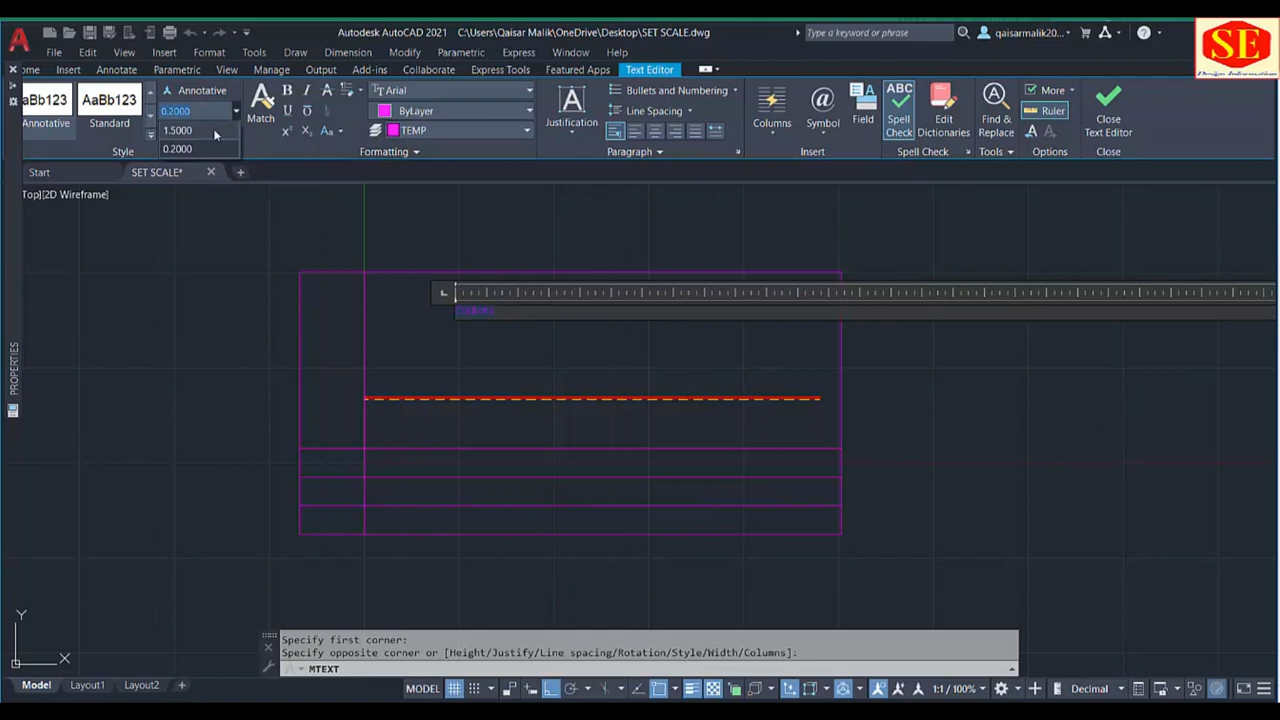 Autodesk AutoCAD 2021 C:\Users\Qaisar Malik\OneDrive\Desktop\SET SCALE.dwg
Type a keyword or phrase
qaisarmalik20...
SE
Design Information
File Edit View Insert Format Tools Draw Dimension Modify Parametric Express Window Help
ome Insert Annotate Parametric View Manage Output Add-ins Collaborate Express Tools Featured Apps Text Editor
AaBb123 AaBb123
Annotative Standard
Annotative
0.2000
1.5000
0.2000
Style
Match
B I A
Arial
U O
ByLayer
Aa
TEMP
Formatting
Justification
Bullets and Numbering
Line Spacing
Paragraph
Columns Symbol Field
Insert
ABC
Spell Check
Edit Dictionaries
Spell Check
Find & Replace
Tools
More
Ruler
Options
Close Text Editor
Close
Start SET SCALE*
Top][2D Wireframe]
PROPERTIES
Y
X
Specify first corner:
Specify opposite corner or [Height/Justify/Line spacing/Rotation/Style/Width/Columns]:
MTEXT
Model Layout1 Layout2
MODEL 1:1 / 100% Decimal